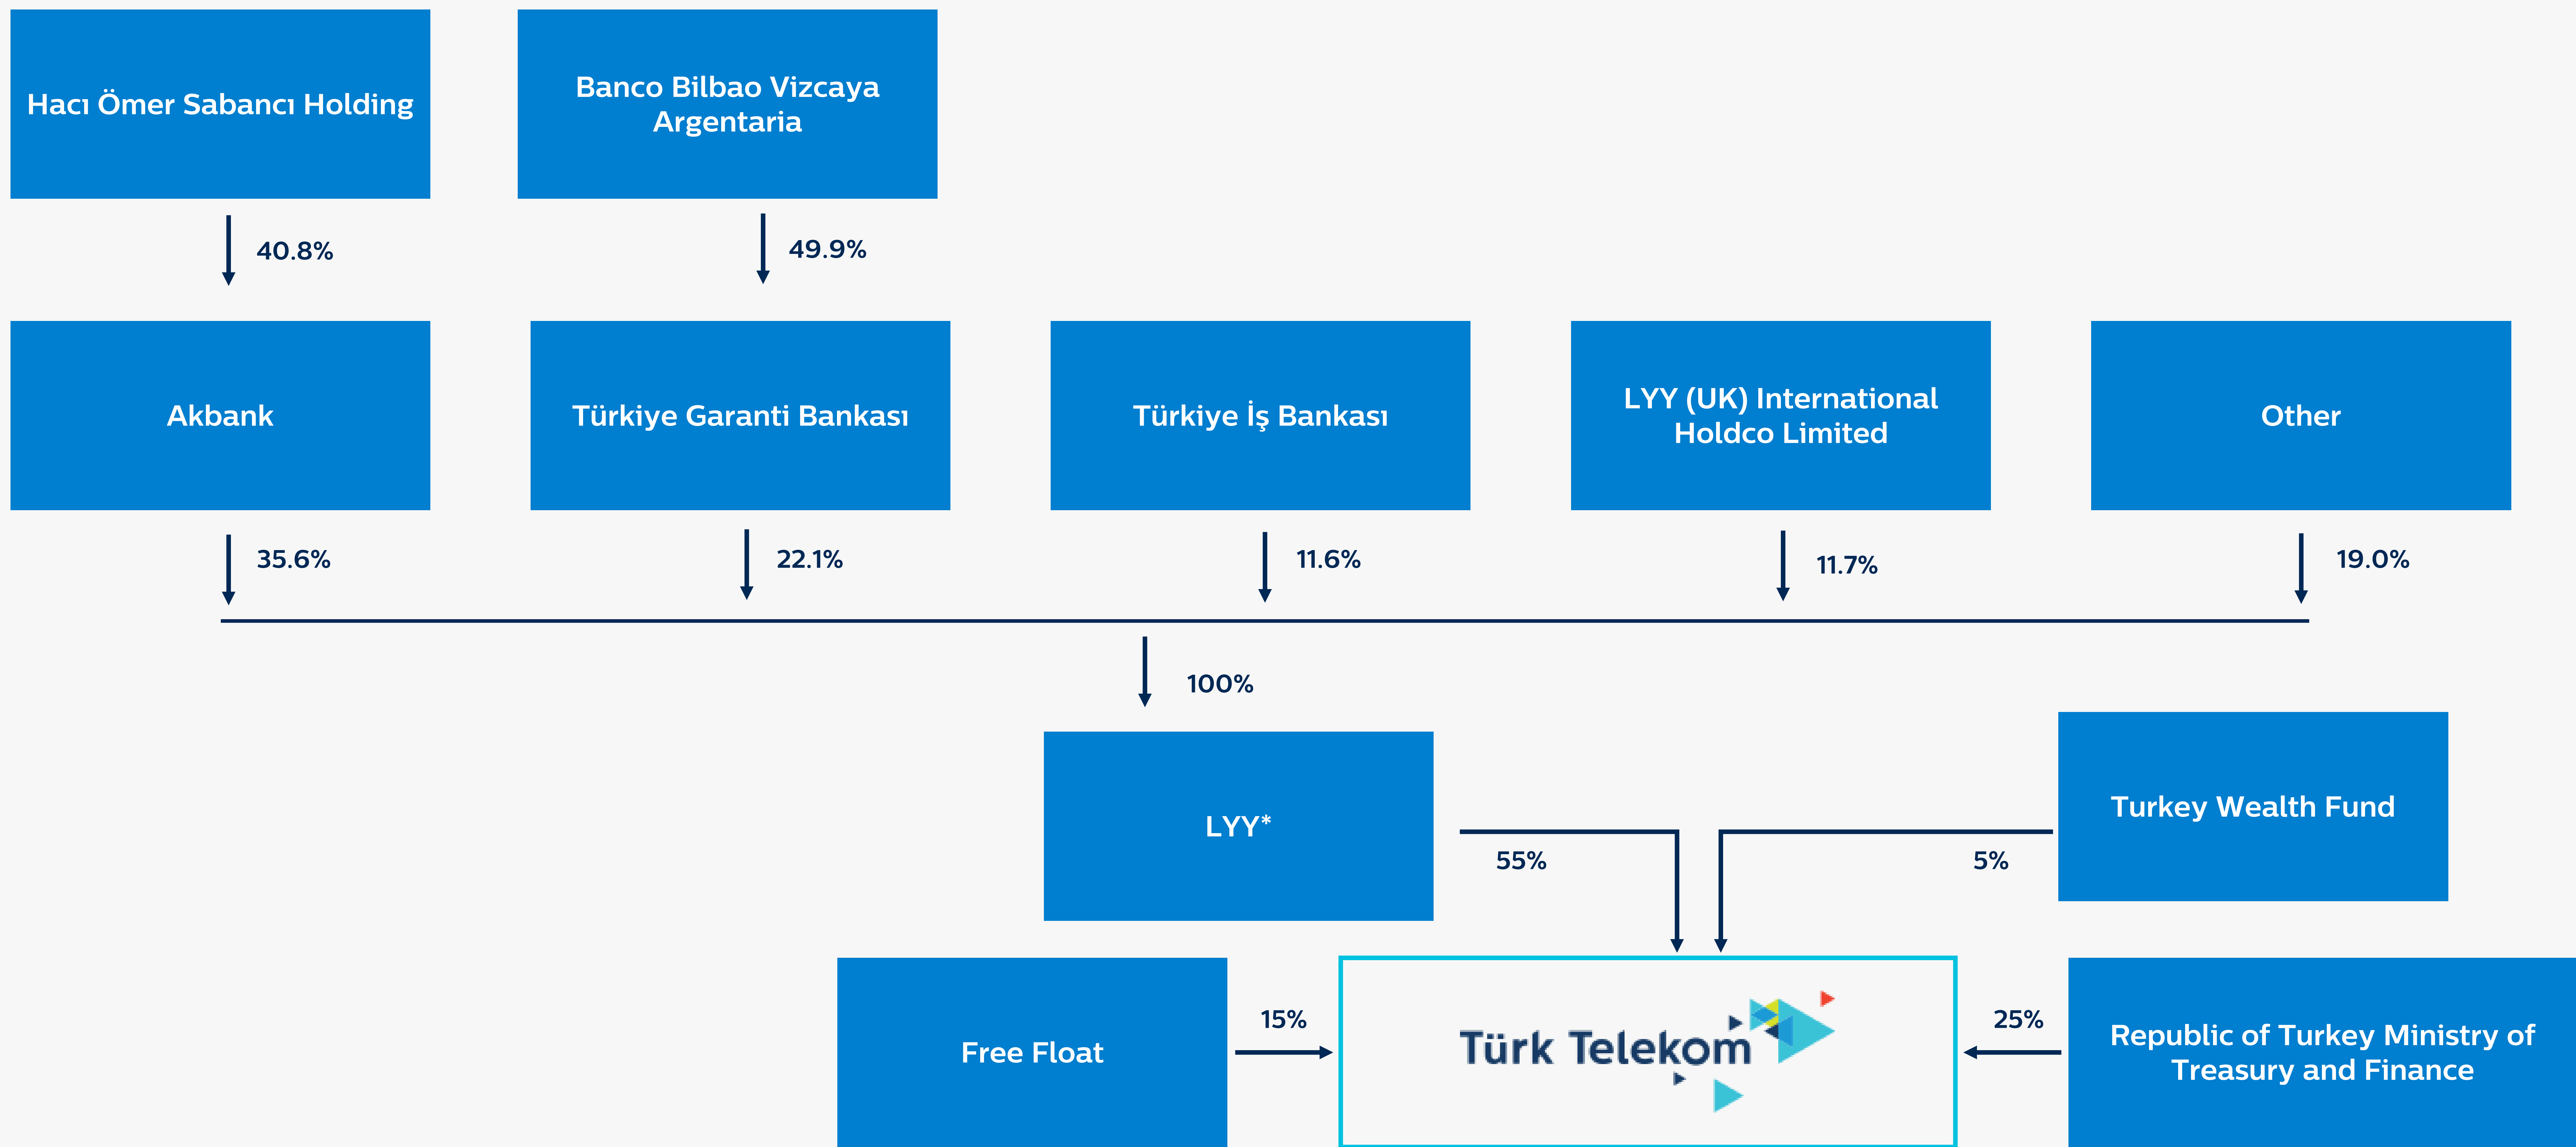 Hacı Ömer Sabancı Holding
Banco Bilbao Vizcaya
Argentaria
40.8%
49.9%
Akbank
Türkiye Garanti Bankası
Türkiye İş Bankası
LYY (UK) International
Holdco Limited
Other
35.6%
22.1%
11.6%
11.7%
19.0%
100%
LYY*
Turkey Wealth Fund
55%
5%
Free Float
15%
Türk Telekom
25%
Republic of Turkey Ministry of
Treasury and Finance